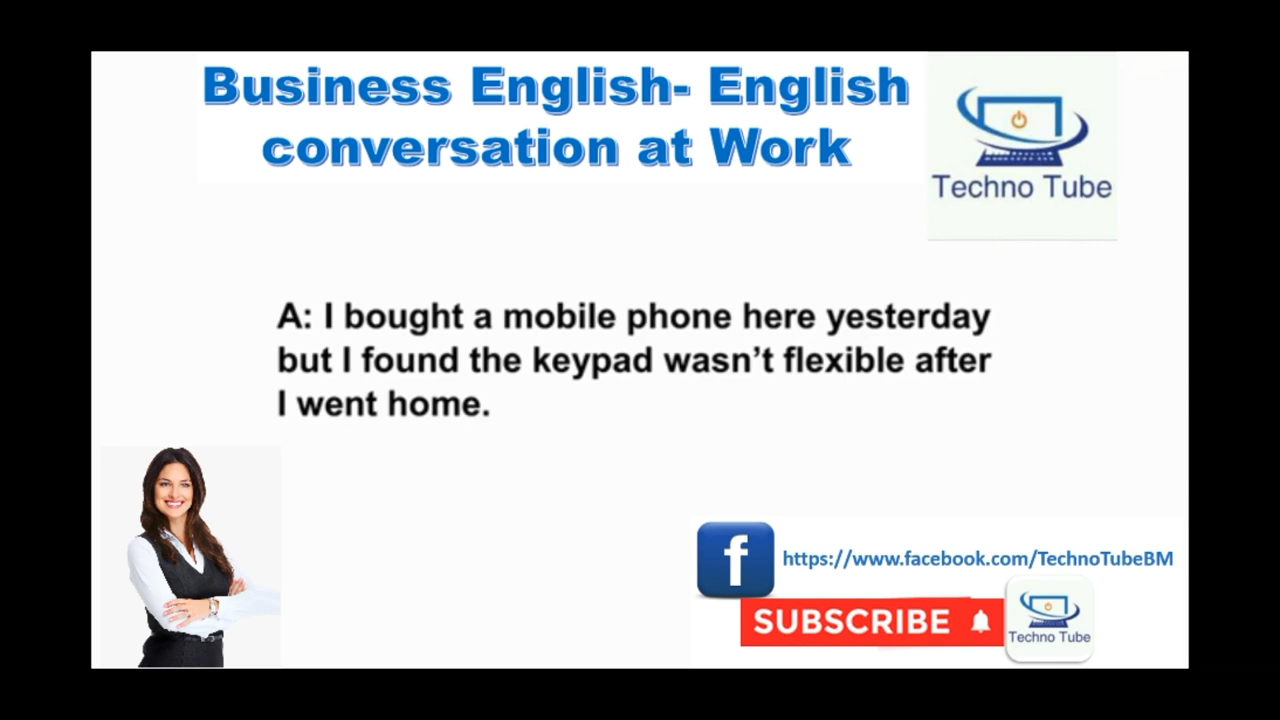 Business English- English
conversation at Work
Techno Tube
A: I bought a mobile phone here yesterday
but I found the keypad wasn’t flexible after
I went home.
f
https://www.facebook.com/TechnoTubeBM
SUBSCRIBE
Techno Tube